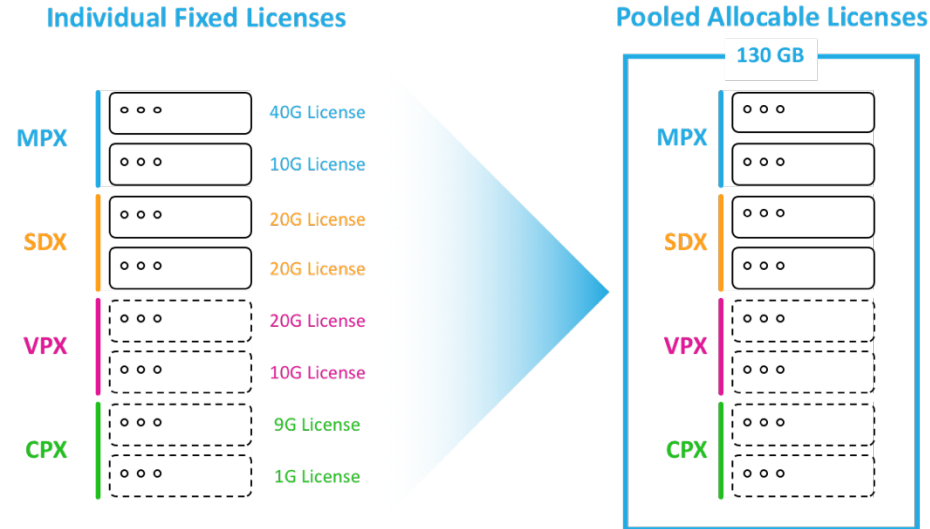 Individual Fixed Licenses
MPX
40G License
10G License
SDX
20G License
20G License
VPX
20G License
10G License
CPX
9G License
1G License
Pooled Allocable Licenses
130 GB
MPX
SDX
VPX
CPX